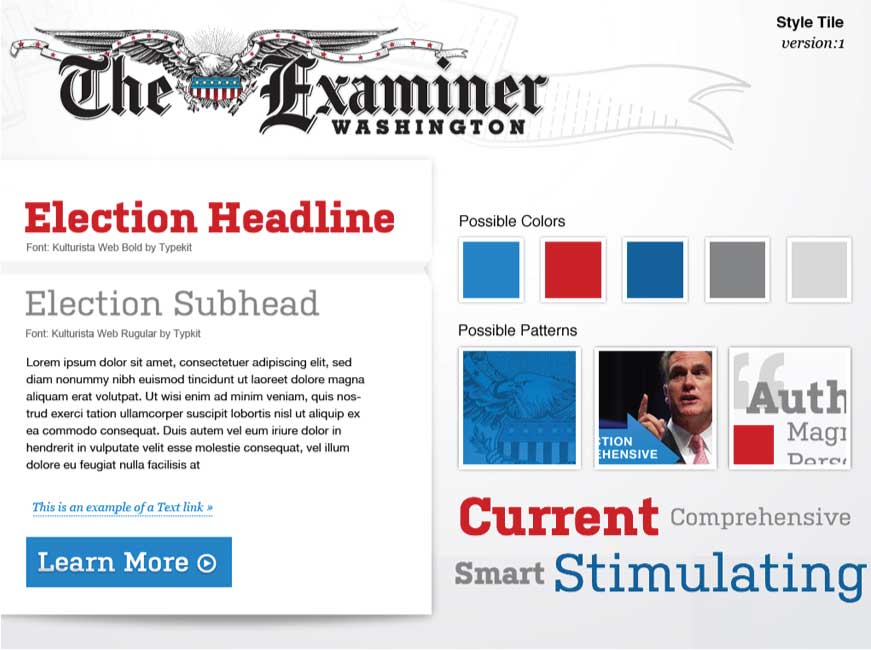 Style Tile
version:1
The Examiner
WASHINGTON
Election Headline
Font: Kulturista Web Bold by Typekit
Election Subhead
Font: Kulturista Web Rugular by Typkit
Lorem ipsum dolor sit amet, consectetuer adipiscing elit, sed
diam nonummy nibh euismod tincidunt ut laoreet dolore magna
aliquam erat volutpat. Ut wisi enim ad minim veniam, quis nos-
trud exerci tation ullamcorper suscipit lobortis nisl ut aliquip ex
ea commodo consequat. Duis autem vel eum iriure dolor in
hendrerit in vulputate velit esse molestie consequat, vel illum
dolore eu feugiat nulla facilisis at
This is an example of a Text link »
Learn More
Possible Colors
Possible Patterns
CTION
EHENSIVE
“
Auth
Magn
Perso
Current Comprehensive
Smart Stimulating